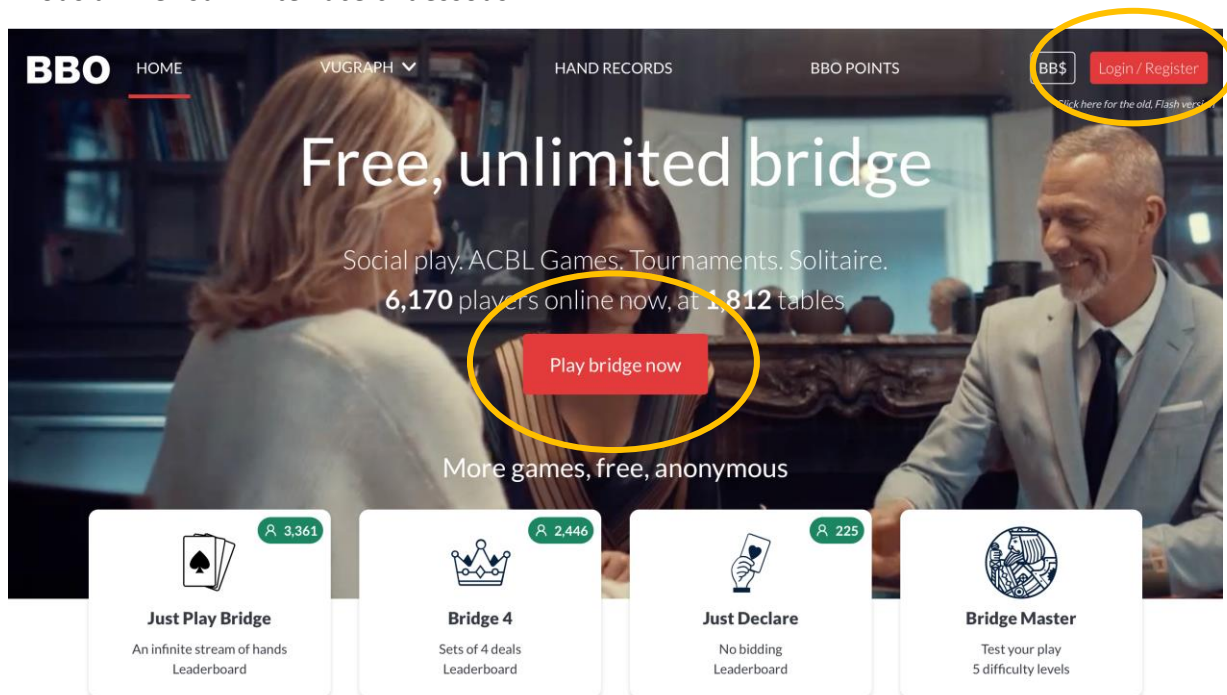 BBO
HOME
VUGRAPH
HAND RECORDS
BBO POINTS
BB$
Login / Register
Click here for the old, Flash version
Free, unlimited bridge
Social play. ACBL Games. Tournaments. Solitaire.
6,170 players online now, at 1,812 tables
Play bridge now
More games, free, anonymous
3,361
Just Play Bridge
An infinite stream of hands
Leaderboard
2,446
Bridge 4
Sets of 4 deals
Leaderboard
225
Just Declare
No bidding
Leaderboard
Bridge Master
Test your play
5 difficulty levels